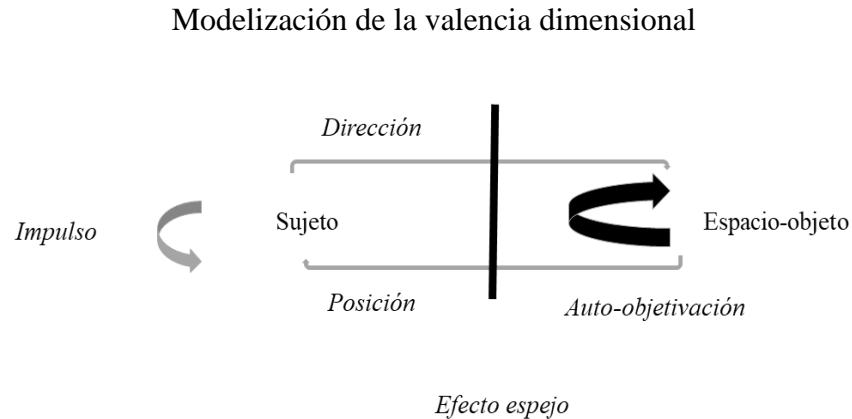 Modelización de la valencia dimensional
Dirección
Impulso
Sujeto
Espacio-objeto
Posición
Auto-objetivación
Efecto espejo